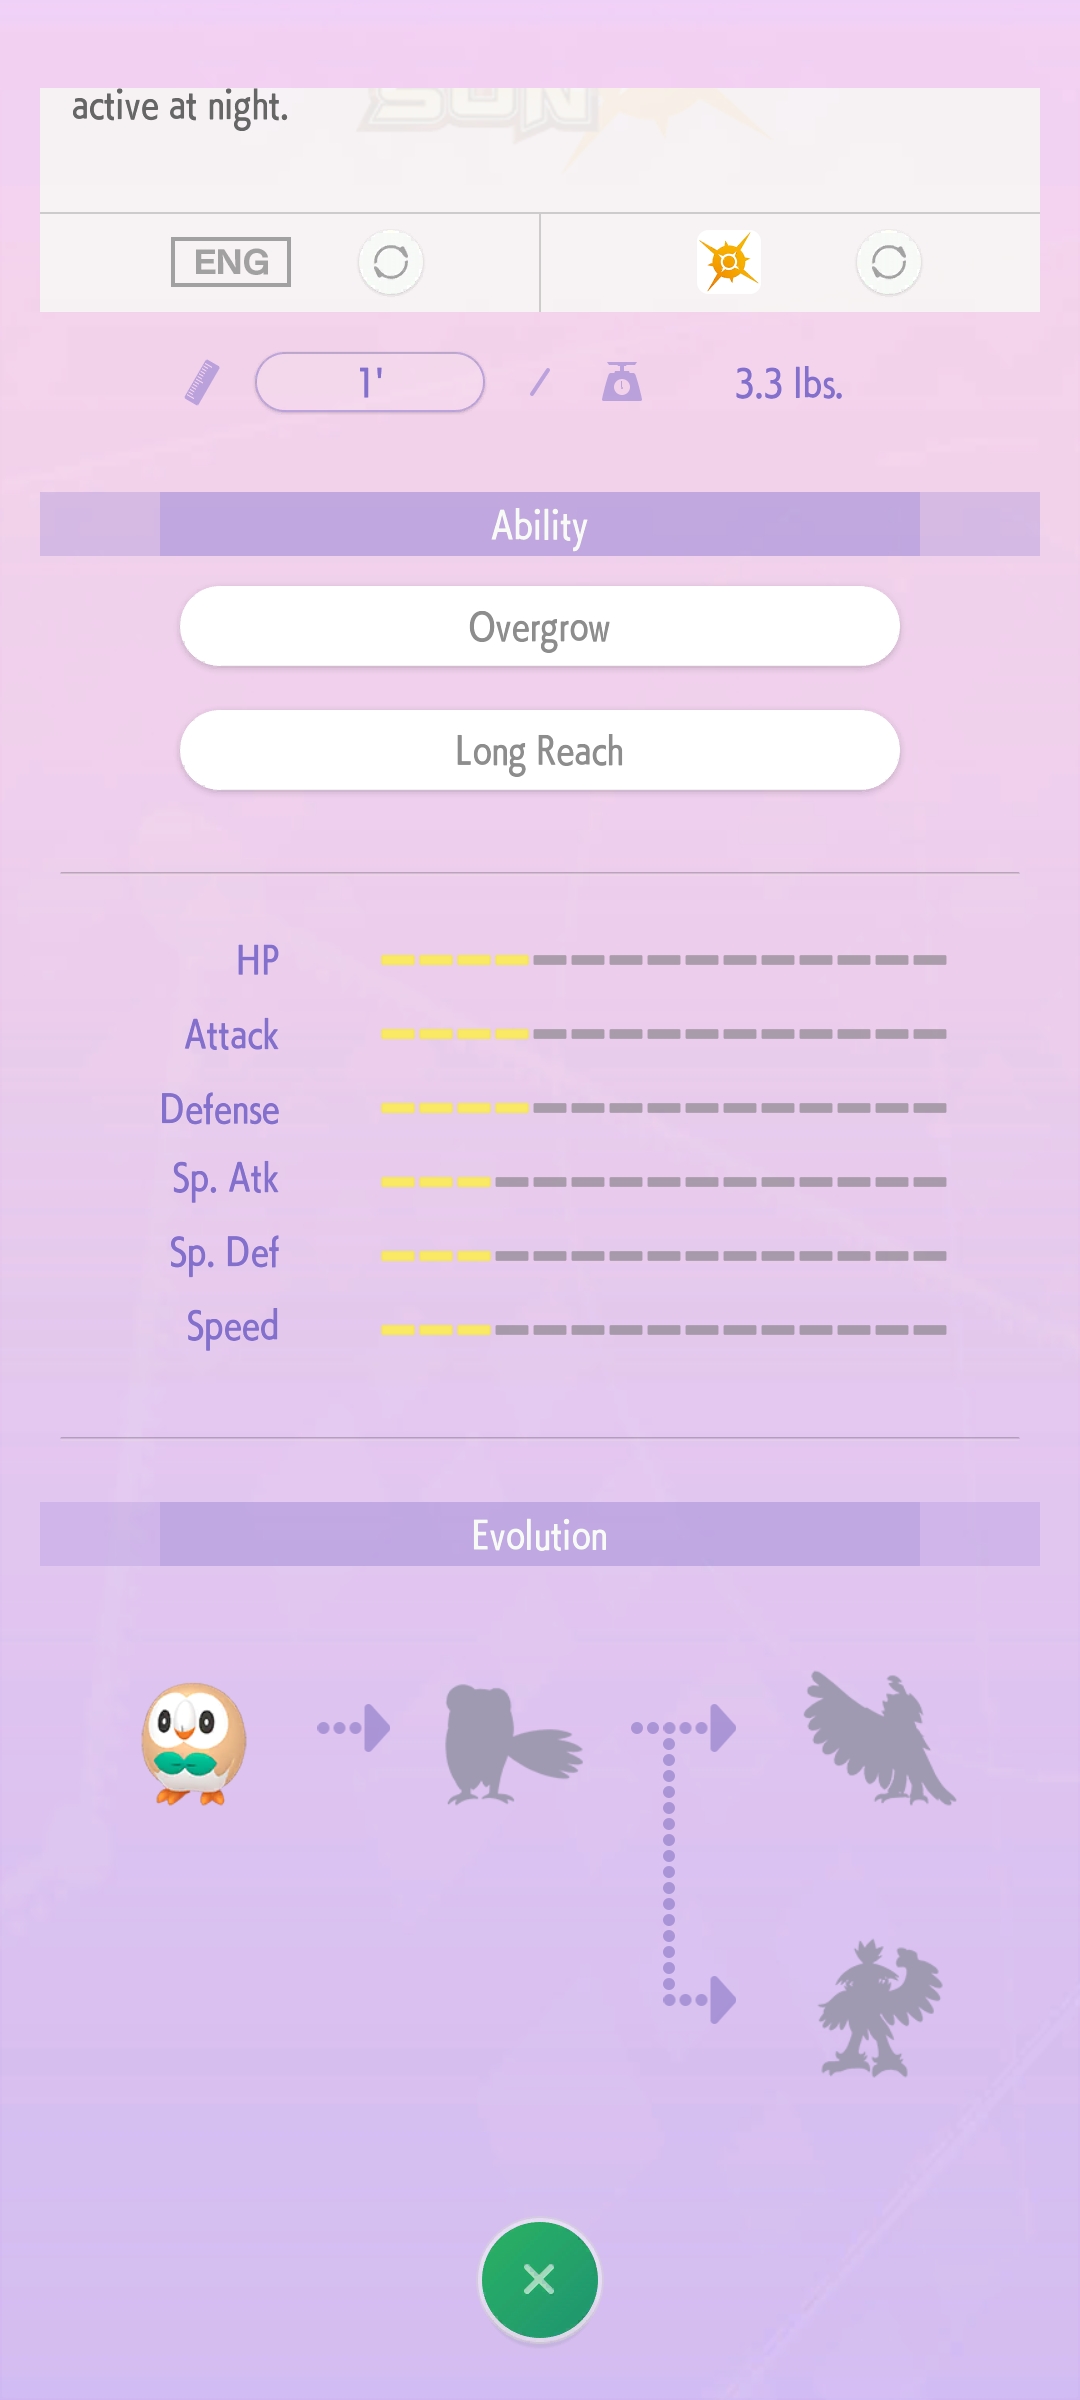 active at night.
SUN
ENG
1'
3.3 lbs.
Ability
Overgrow
Long Reach
HP
Attack
Defense
Sp. Atk
Sp. Def
Speed
Evolution